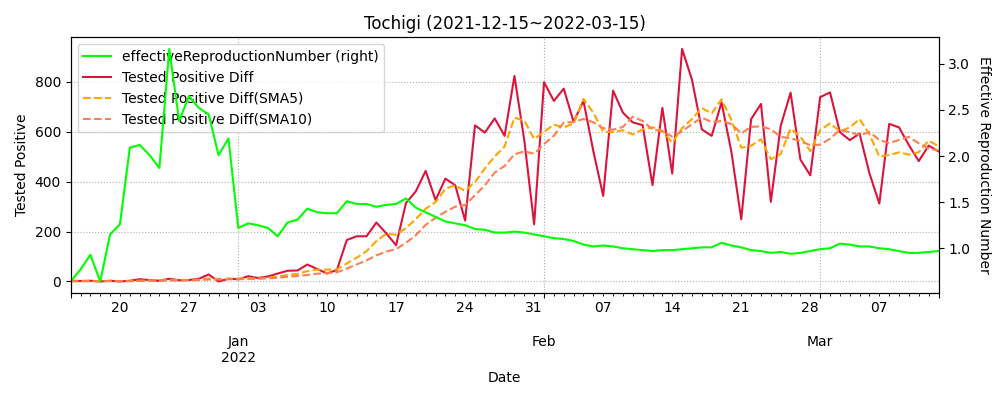 Tochigi (2021-12-15~2022-03-15)
effectiveReproductionNumber (right)
Tested Positive Diff
Tested Positive Diff(SMA5)
Tested Positive Diff(SMA10)
Tested Positive
800
600
400
200
0
3.0
2.5
2.0
1.5
1.0
Effective Reproduction Number
20 27 03 10 17 24 31 07 14 21 28 07
Jan Feb Mar
2022
Date